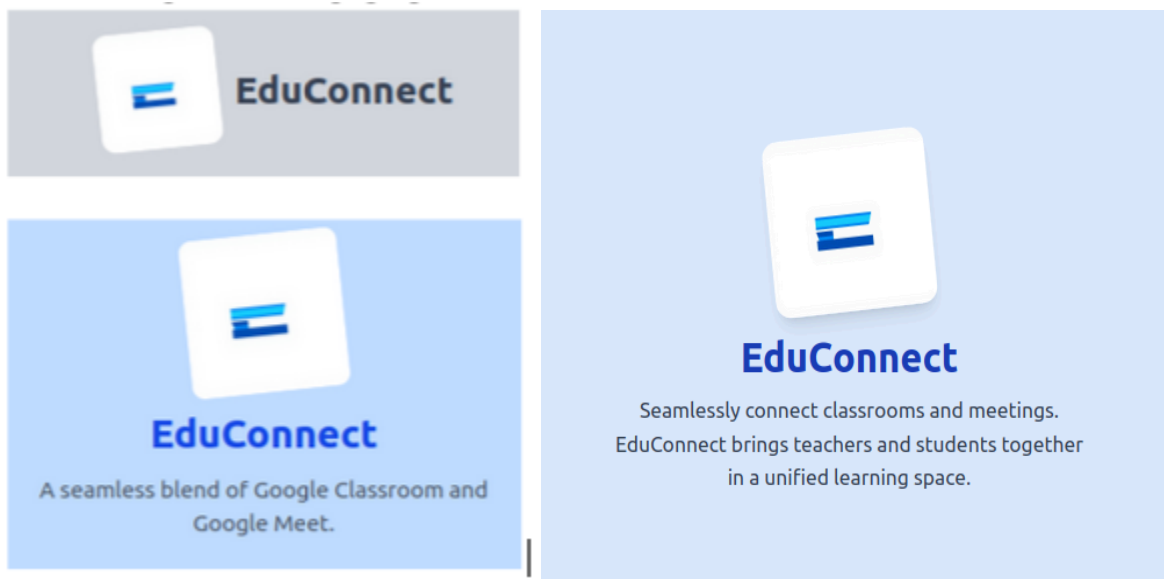 EduConnect
EduConnect
A seamless blend of Google Classroom and
Google Meet.
EduConnect
Seamlessly connect classrooms and meetings.
EduConnect brings teachers and students together
in a unified learning space.